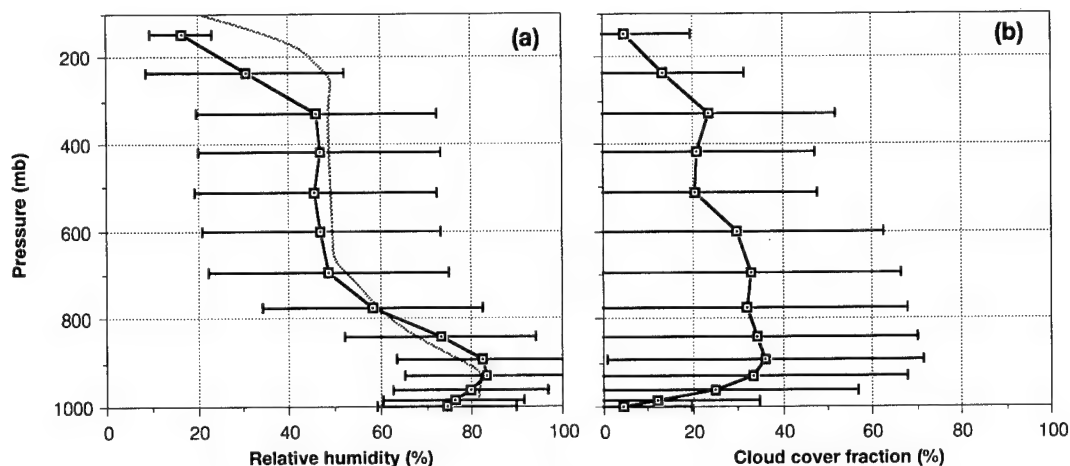 (a)
(b)
200
400
600
800
1000
Pressure (mb)
0 20 40 60 80 100
0 20 40 60 80 100
Relative humidity (%)
Cloud cover fraction (%)